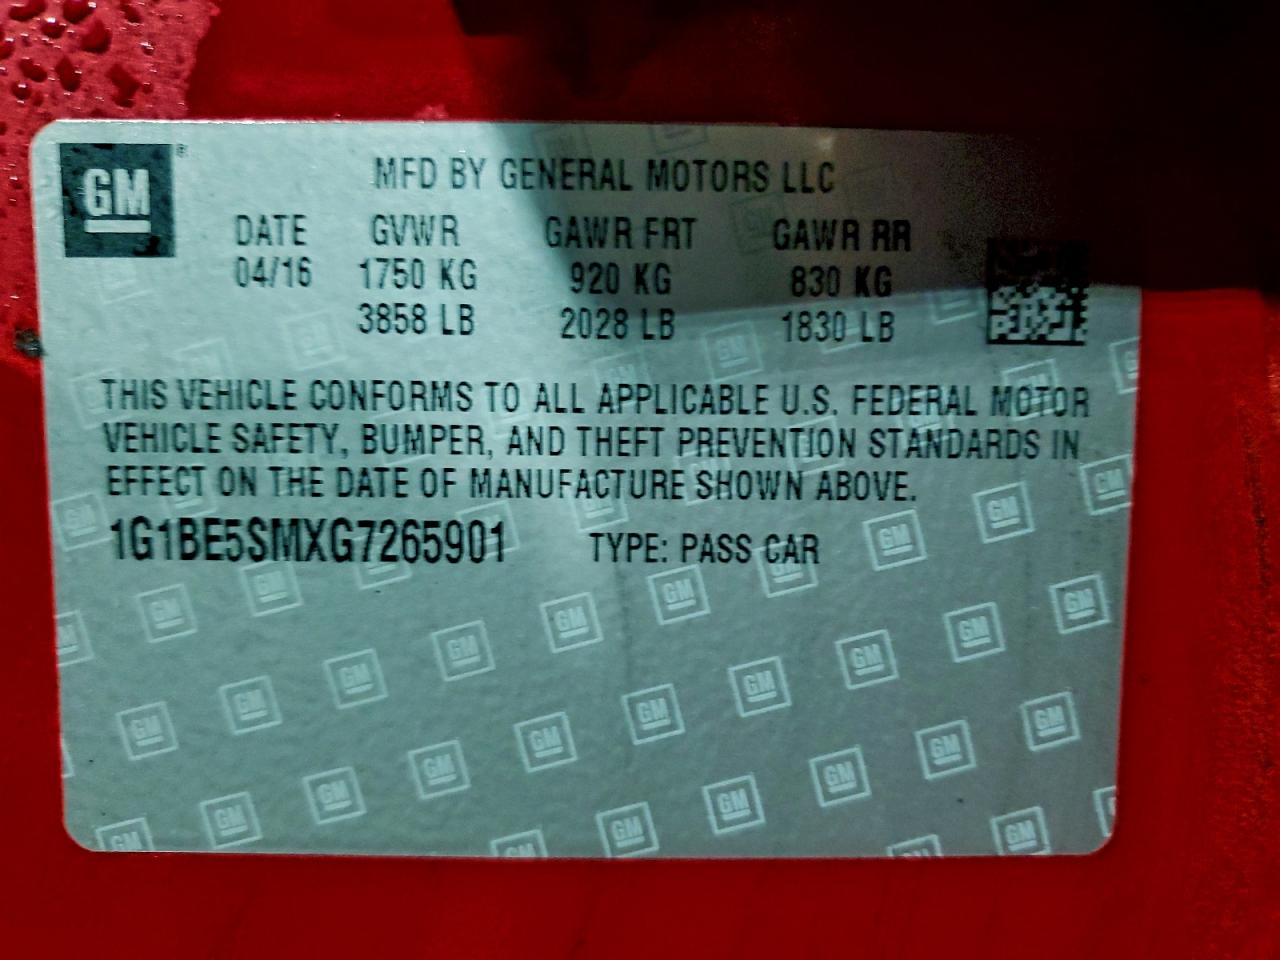 GM
MFD BY GENERAL MOTORS LLC
DATE GVWR GAWR FRT GAWR RR
04/16 1750 KG 920 KG 830 KG
3858 LB 2028 LB 1830 LB
THIS VEHICLE CONFORMS TO ALL APPLICABLE U.S. FEDERAL MOTOR
VEHICLE SAFETY, BUMPER, AND THEFT PREVENTION STANDARDS IN
EFFECT ON THE DATE OF MANUFACTURE SHOWN ABOVE.
1G1BE5SMXG7265901 TYPE: PASS CAR